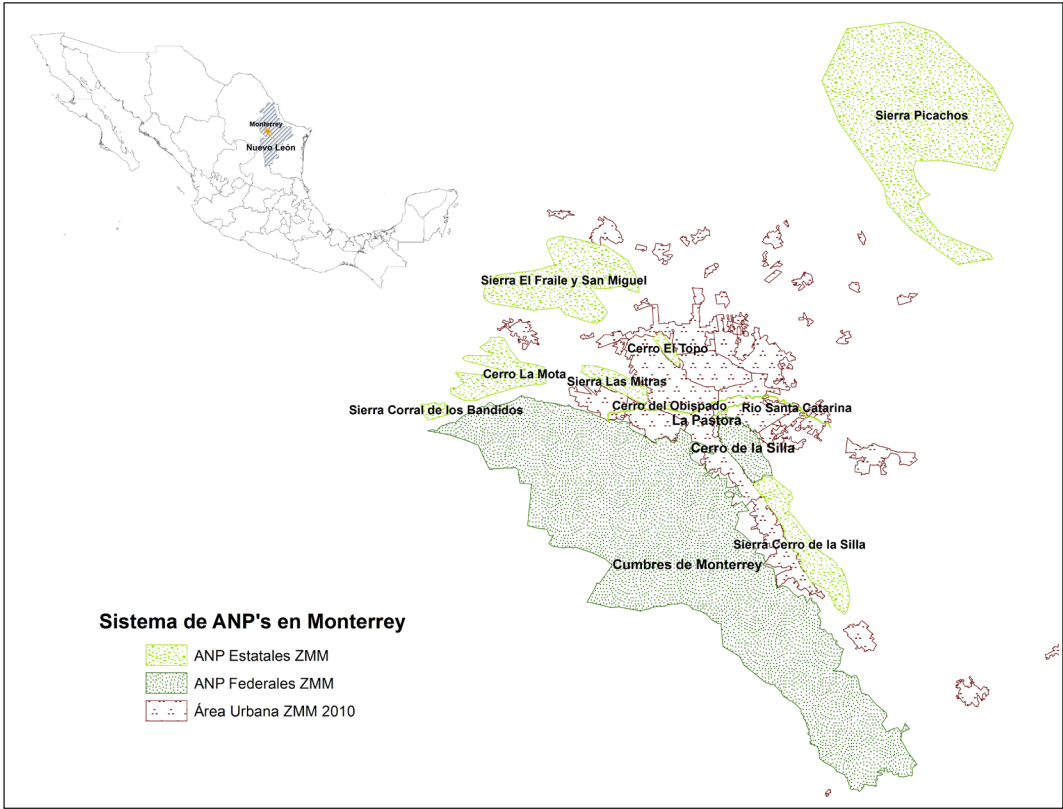 Sierra Picachos
Monterrey
Nuevo León
Sierra El Fraile y San Miguel
Cerro El Topo
Cerro La Mota
Sierra Las Mitras
Sierra Corral de los Bandidos
Cerro del Obispado
Rio Santa Catarina
La Pastora
Cerro de la Silla
Sierra Cerro de la Silla
Cumbres de Monterrey
Sistema de ANP's en Monterrey
ANP Estatales ZMM
ANP Federales ZMM
Área Urbana ZMM 2010